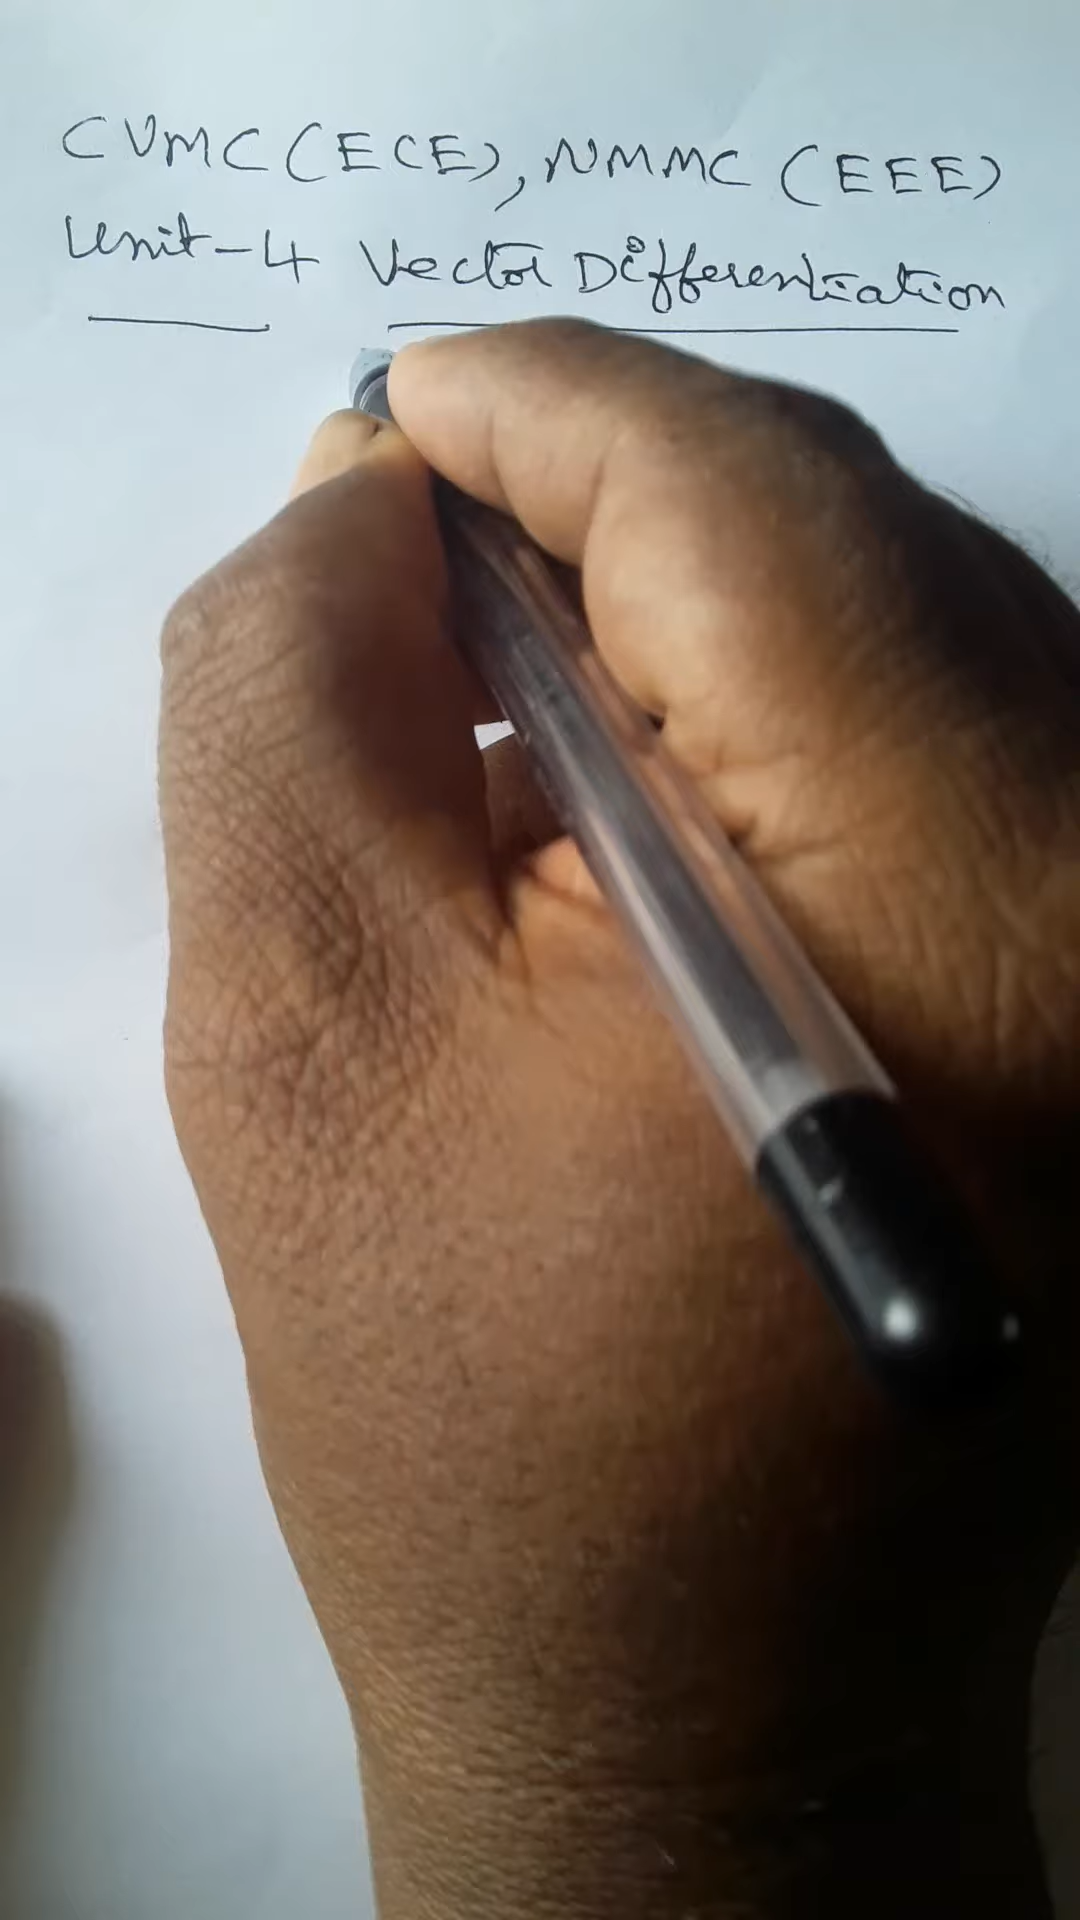 CVMC (ECE), NMMC (EEE)
Unit-4 Vector Differentiation